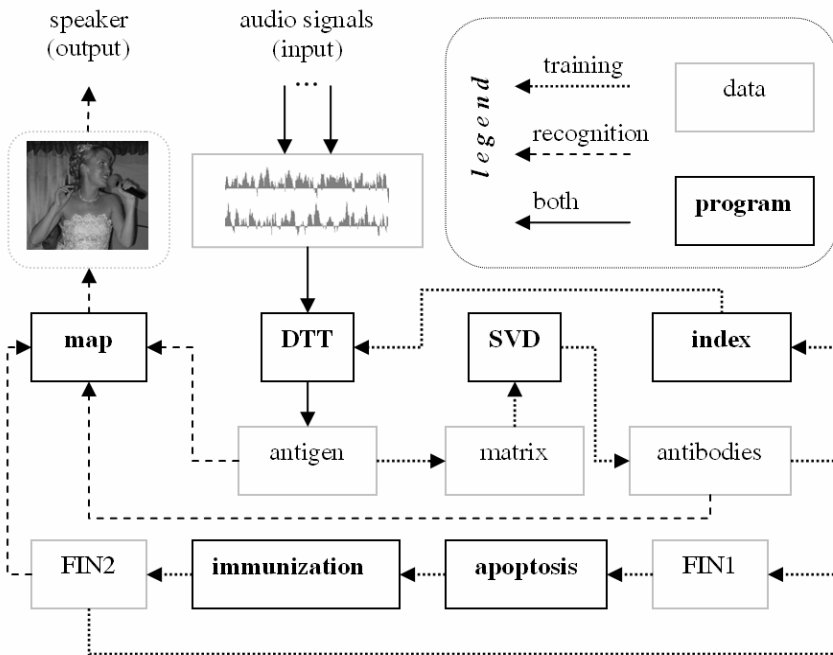 speaker
(output)
audio signals
(input)
...
legend
training
data
recognition
both
program
map
DTT
SVD
index
antigen
matrix
antibodies
FIN2
immunization
apoptosis
FIN1